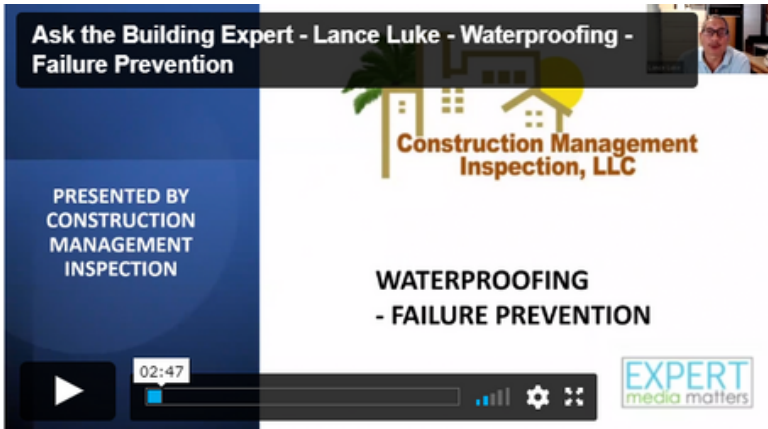 Ask the Building Expert - Lance Luke - Waterproofing -
Failure Prevention
Construction Management
Inspection, LLC
PRESENTED BY
CONSTRUCTION
MANAGEMENT
INSPECTION
WATERPROOFING
- FAILURE PREVENTION
02:47
EXPERT
media matters